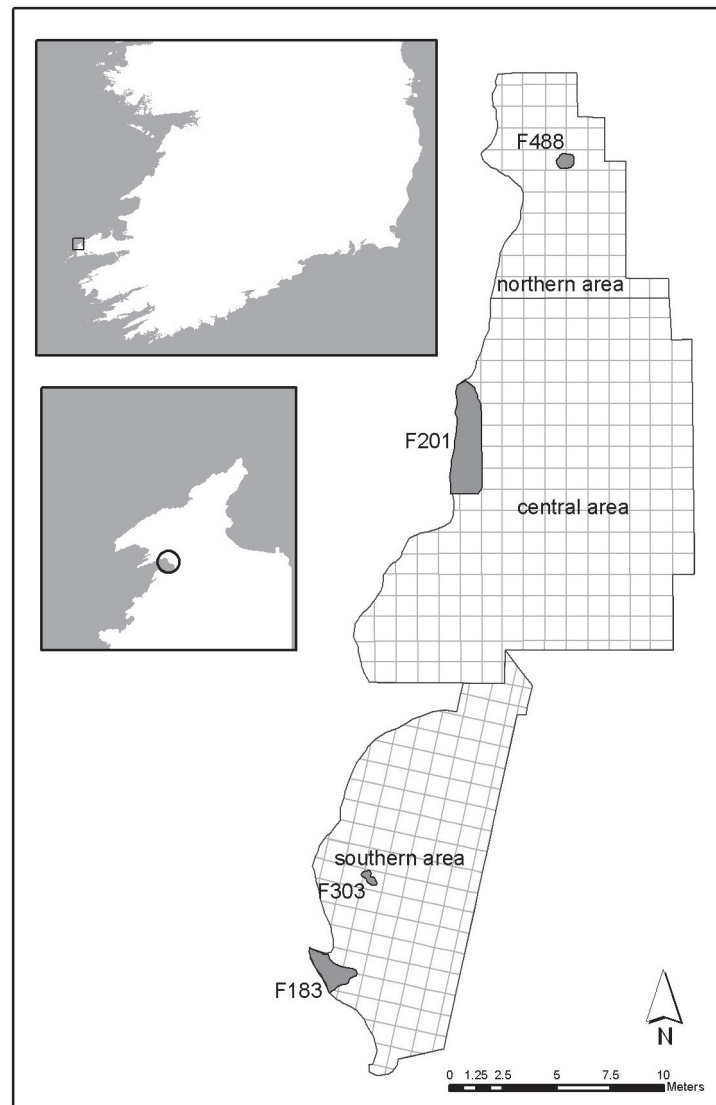 F488
northern area
F201
central area
southern area
F303
F183
N
0 1.25 2.5 5 7.5 10
Meters